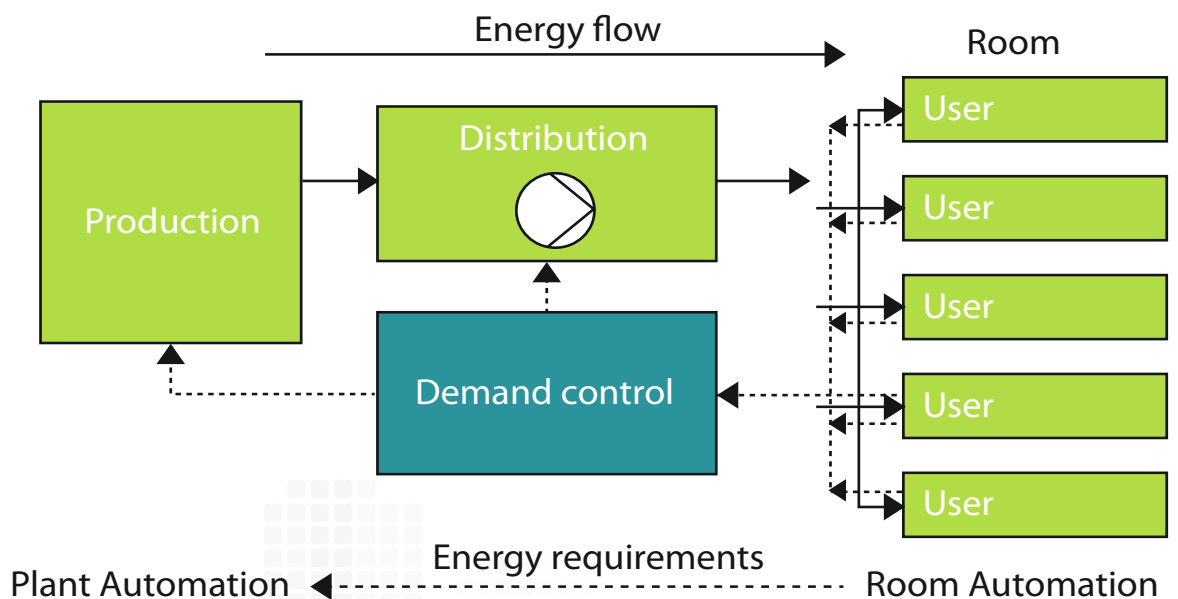 Energy flow
Room
Production
Distribution
User
User
User
Demand control
User
User
Energy requirements
Plant Automation
Room Automation